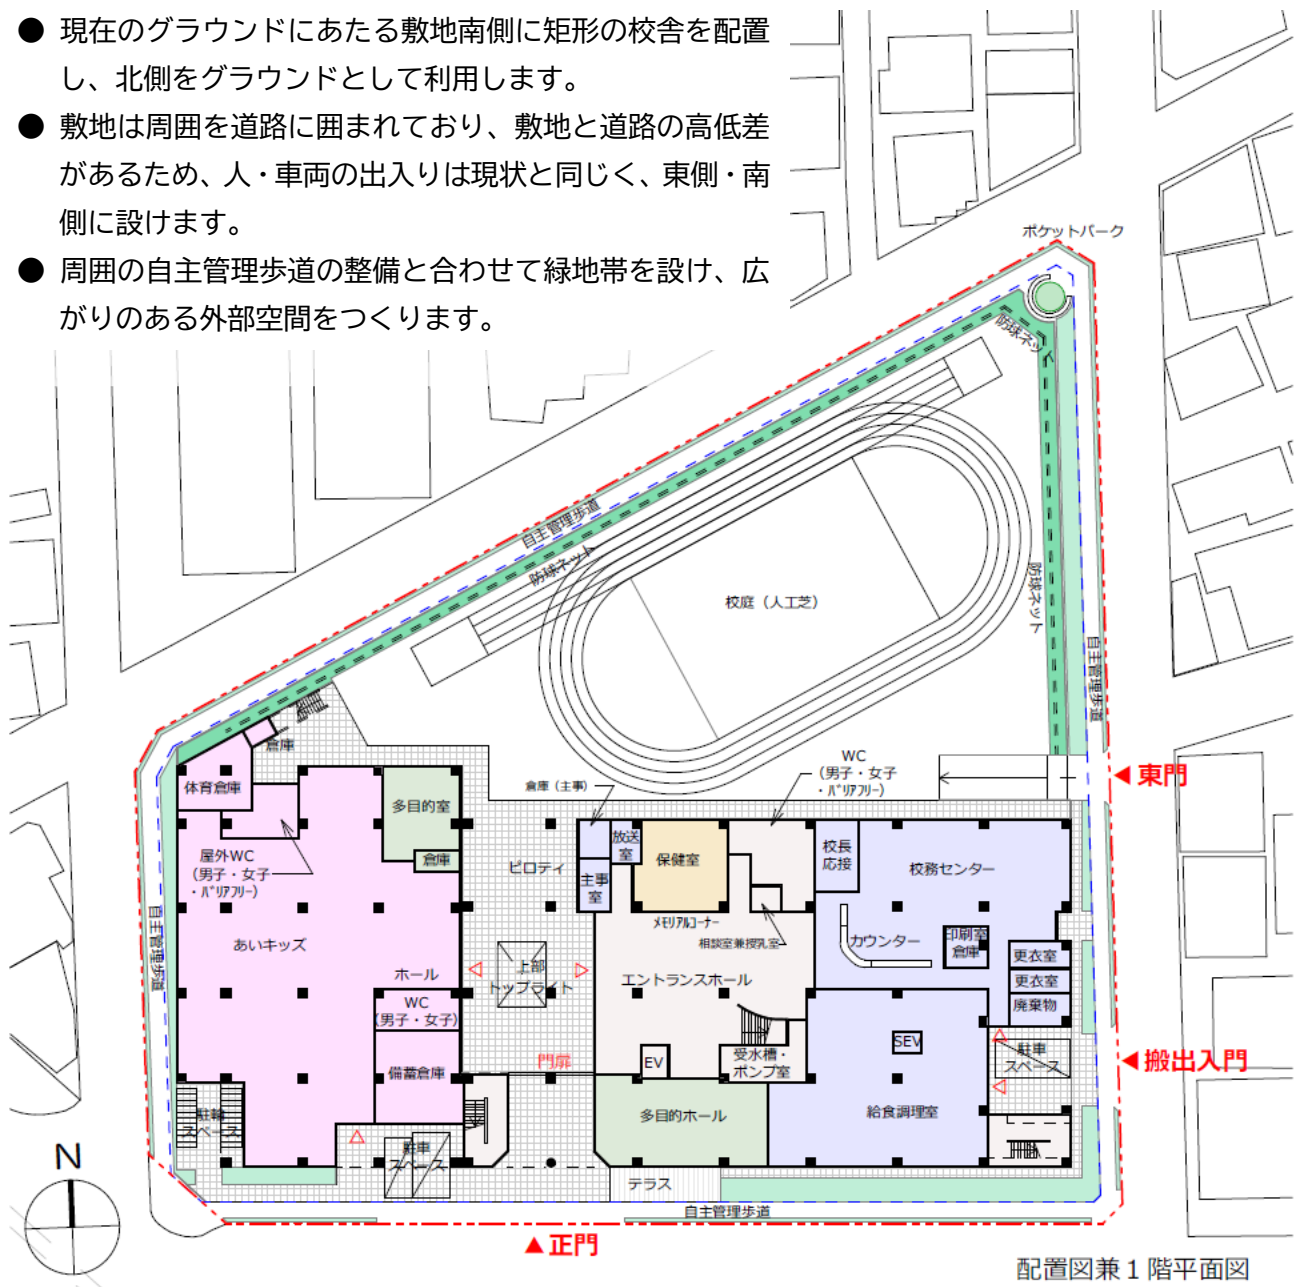 ● 現在のグラウンドにあたる敷地南側に矩形の校舎を配置
し、北側をグラウンドとして利用します。
● 敷地は周囲を道路に囲まれており、敷地と道路の高低差
があるため、人・車両の出入りは現状と同じく、東側・南
側に設けます。
● 周囲の自主管理歩道の整備と合わせて緑地帯を設け、広
がりのある外部空間をつくります。
ポケットパーク
防球ネット
自主管理歩道
防球ネット
校庭（人工芝）
防球ネット
自主管理歩道
倉庫
体育倉庫
多目的室
倉庫
屋外WC
（男子・女子
・バリアフリー）
倉庫（主事）
WC
（男子・女子
・バリアフリー）
◀東門
放送
室
保健室
校長
応接
校務センター
ピロティ
主事
室
メモリアルコーナー
相談室兼授乳室
カウンター
印刷室
倉庫
更衣室
更衣室
廃棄物
自主管理歩道
あいキッズ
ホール
上部
トップライト
エントランスホール
WC
（男子・女子）
備蓄倉庫
門扉
EV
受水槽・
ポンプ室
SEV
駐車
スペース
◀搬出入門
駐輪
スペース
駐車
スペース
多目的ホール
給食調理室
テラス
自主管理歩道
▲正門
N
配置図兼１階平面図